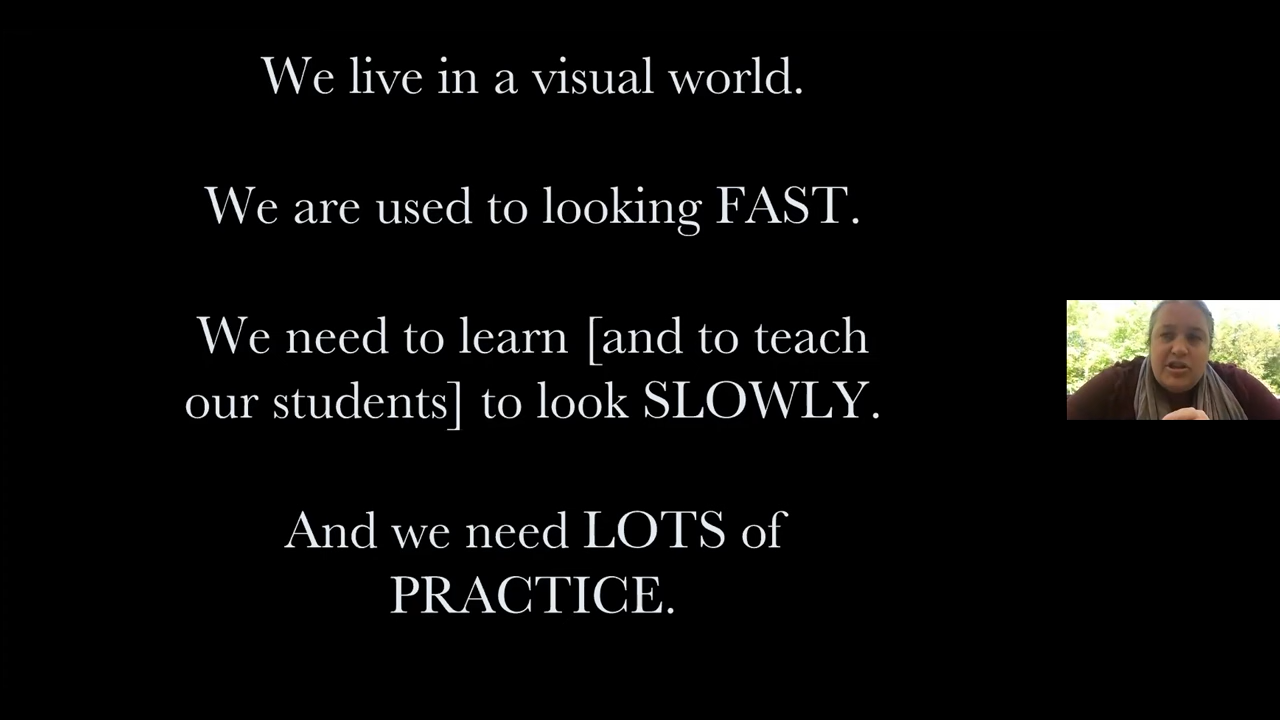 We live in a visual world.
We are used to looking FAST.
We need to learn [and to teach
our students] to look SLOWLY.
And we need LOTS of
PRACTICE.